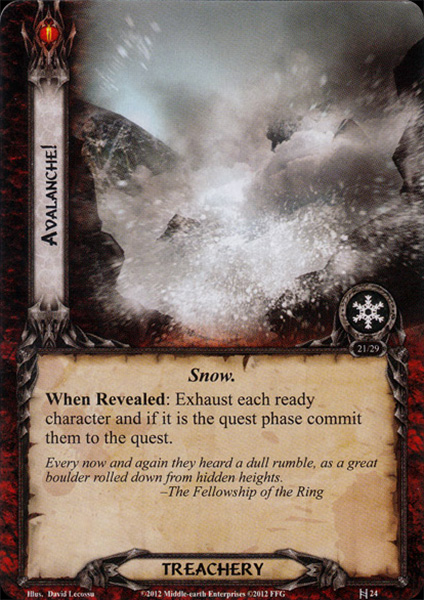 AVALANCHE!
21/29
Snow.
When Revealed: Exhaust each ready
character and if it is the quest phase commit
them to the quest.
Every now and again they heard a dull rumble, as a great
boulder rolled down from hidden heights.
–The Fellowship of the Ring
TREACHERY
Illus. David Lecossu
©2012 Middle-earth Enterprises ©2012 FFG
24